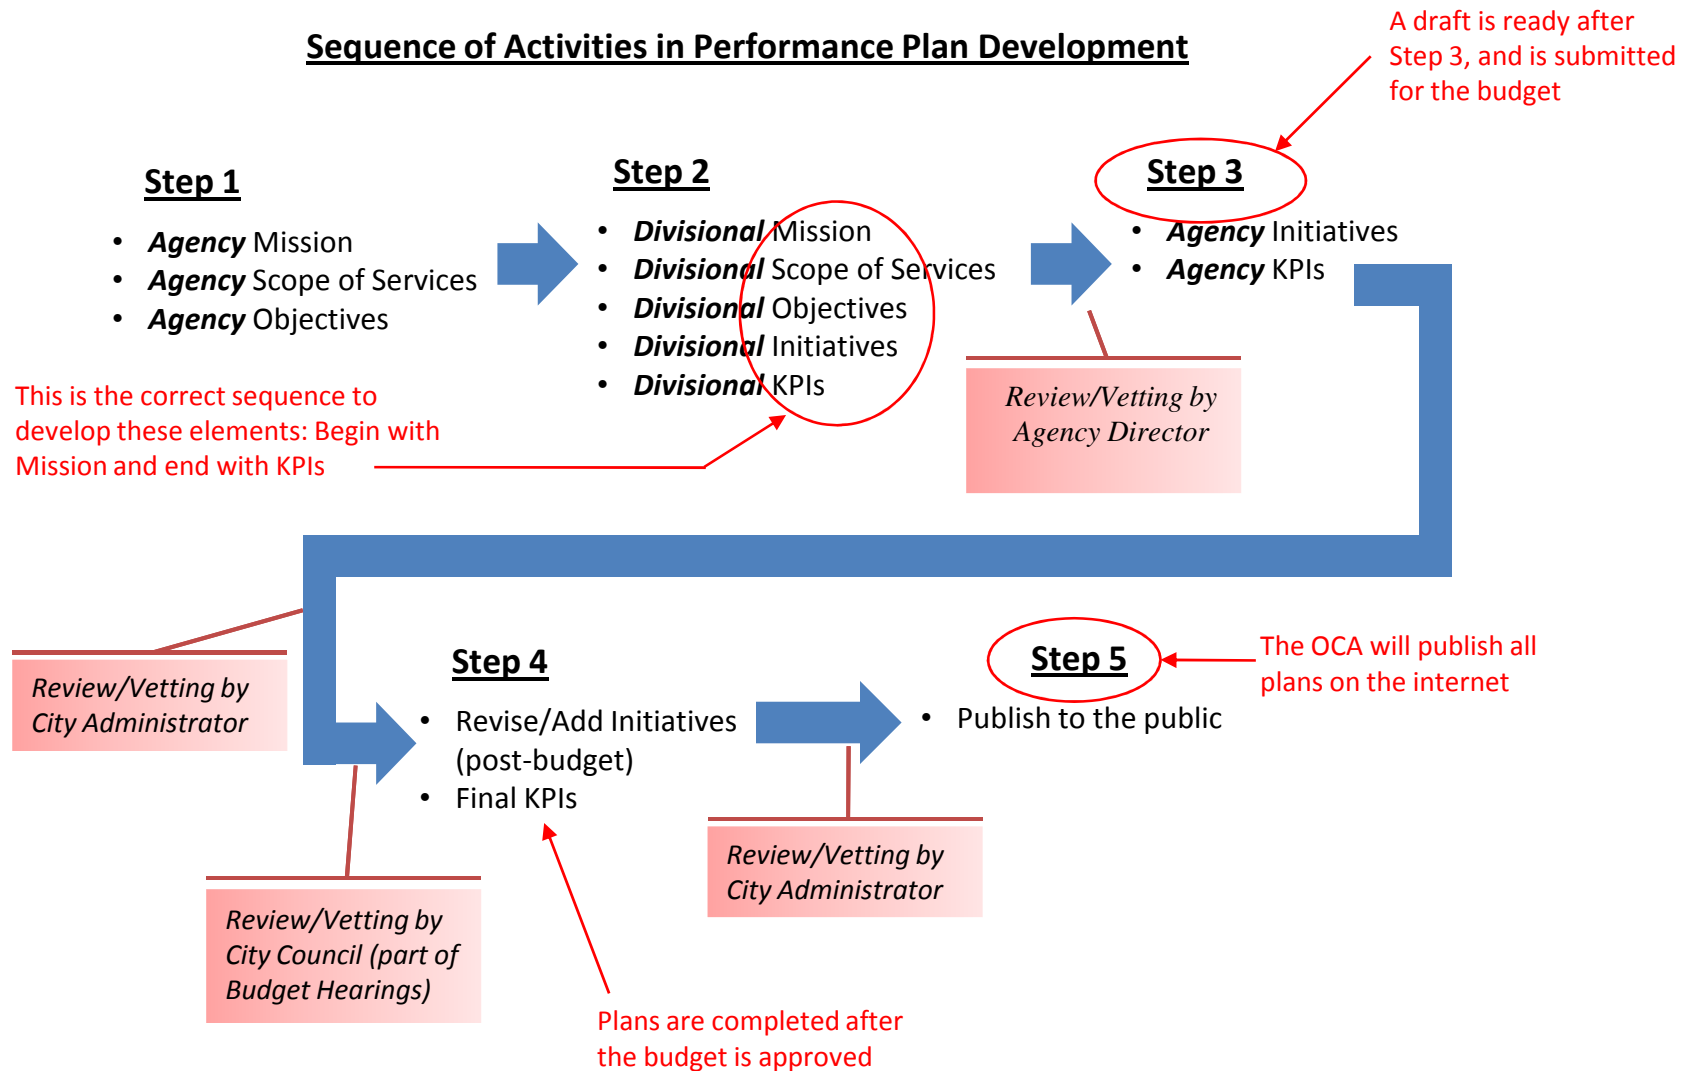 Sequence of Activities in Performance Plan Development
A draft is ready after
Step 3, and is submitted
for the budget
Step 1
• Agency Mission
• Agency Scope of Services
• Agency Objectives
Step 2
• Divisional Mission
• Divisional Scope of Services
• Divisional Objectives
• Divisional Initiatives
• Divisional KPIs
Step 3
• Agency Initiatives
• Agency KPIs
This is the correct sequence to
develop these elements: Begin with
Mission and end with KPIs
Review/Vetting by
Agency Director
Review/Vetting by
City Administrator
Step 4
• Revise/Add Initiatives
(post-budget)
• Final KPIs
Step 5
• Publish to the public
The OCA will publish all
plans on the internet
Review/Vetting by
City Council (part of
Budget Hearings)
Review/Vetting by
City Administrator
Plans are completed after
the budget is approved